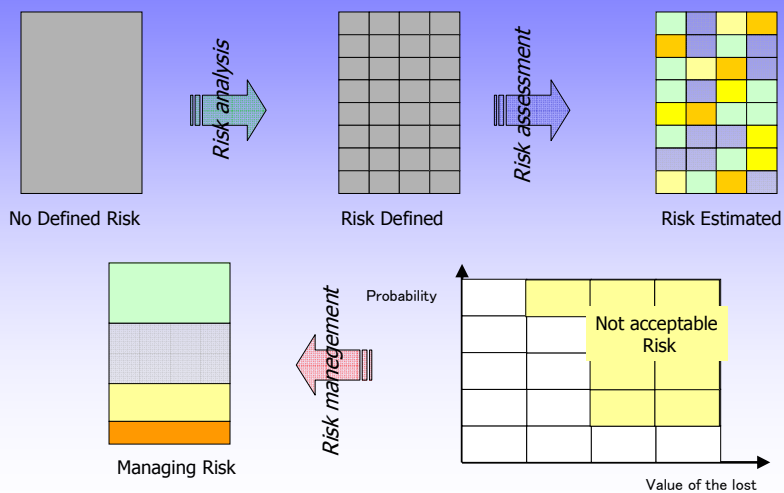 Risk analysis
Risk assessment
No Defined Risk
Risk Defined
Risk Estimated
Probability
Not acceptable
Risk
Risk manegement
Managing Risk
Value of the lost